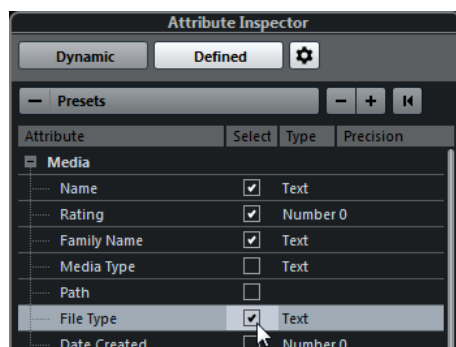 Attribute Inspector
Dynamic Defined
Presets
Attribute Select Type Precision
Media
Name Text
Rating Number 0
Family Name Text
Media Type Text
Path
File Type Text
Date Created Number 0